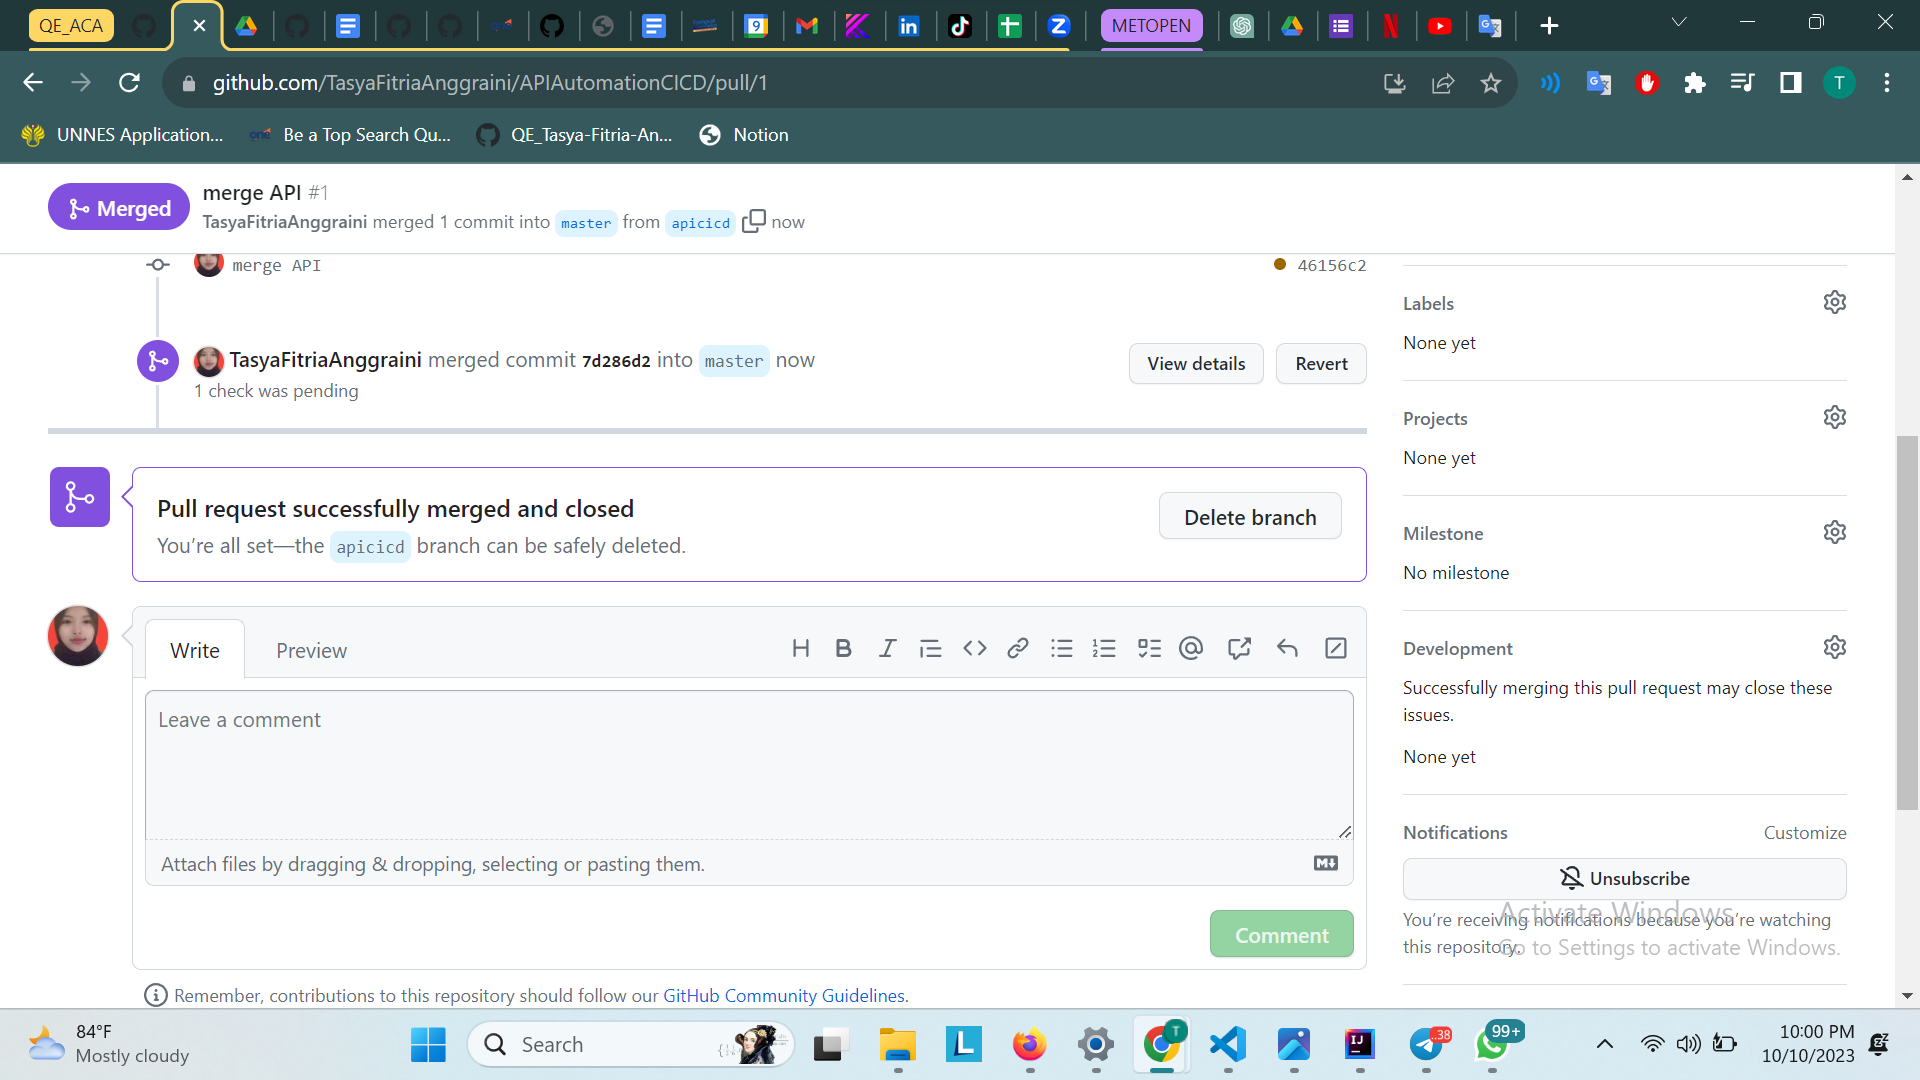 QE_ACA
METOPEN
github.com/TasyaFitriaAnggraini/APIAutomationCICD/pull/1
T
UNNES Application...
Be a Top Search Qu...
QE_Tasya-Fitria-An...
Notion
Merged
merge API #1
TasyaFitriaAnggraini merged 1 commit into master from apicicd now
merge API
46156c2
TasyaFitriaAnggraini merged commit 7d286d2 into master now
1 check was pending
View details
Revert
Pull request successfully merged and closed
You're all set—the apicicd branch can be safely deleted.
Delete branch
Write
Preview
Leave a comment
Attach files by dragging & dropping, selecting or pasting them.
Comment
Remember, contributions to this repository should follow our GitHub Community Guidelines.
Labels
None yet
Projects
None yet
Milestone
No milestone
Development
Successfully merging this pull request may close these
issues.
None yet
Notifications
Customize
Unsubscribe
You're receiving notifications because you're watching
this repository.
Activate Windows
Go to Settings to activate Windows.
84°F
Mostly cloudy
Search
T
38
99+
10:00 PM
10/10/2023